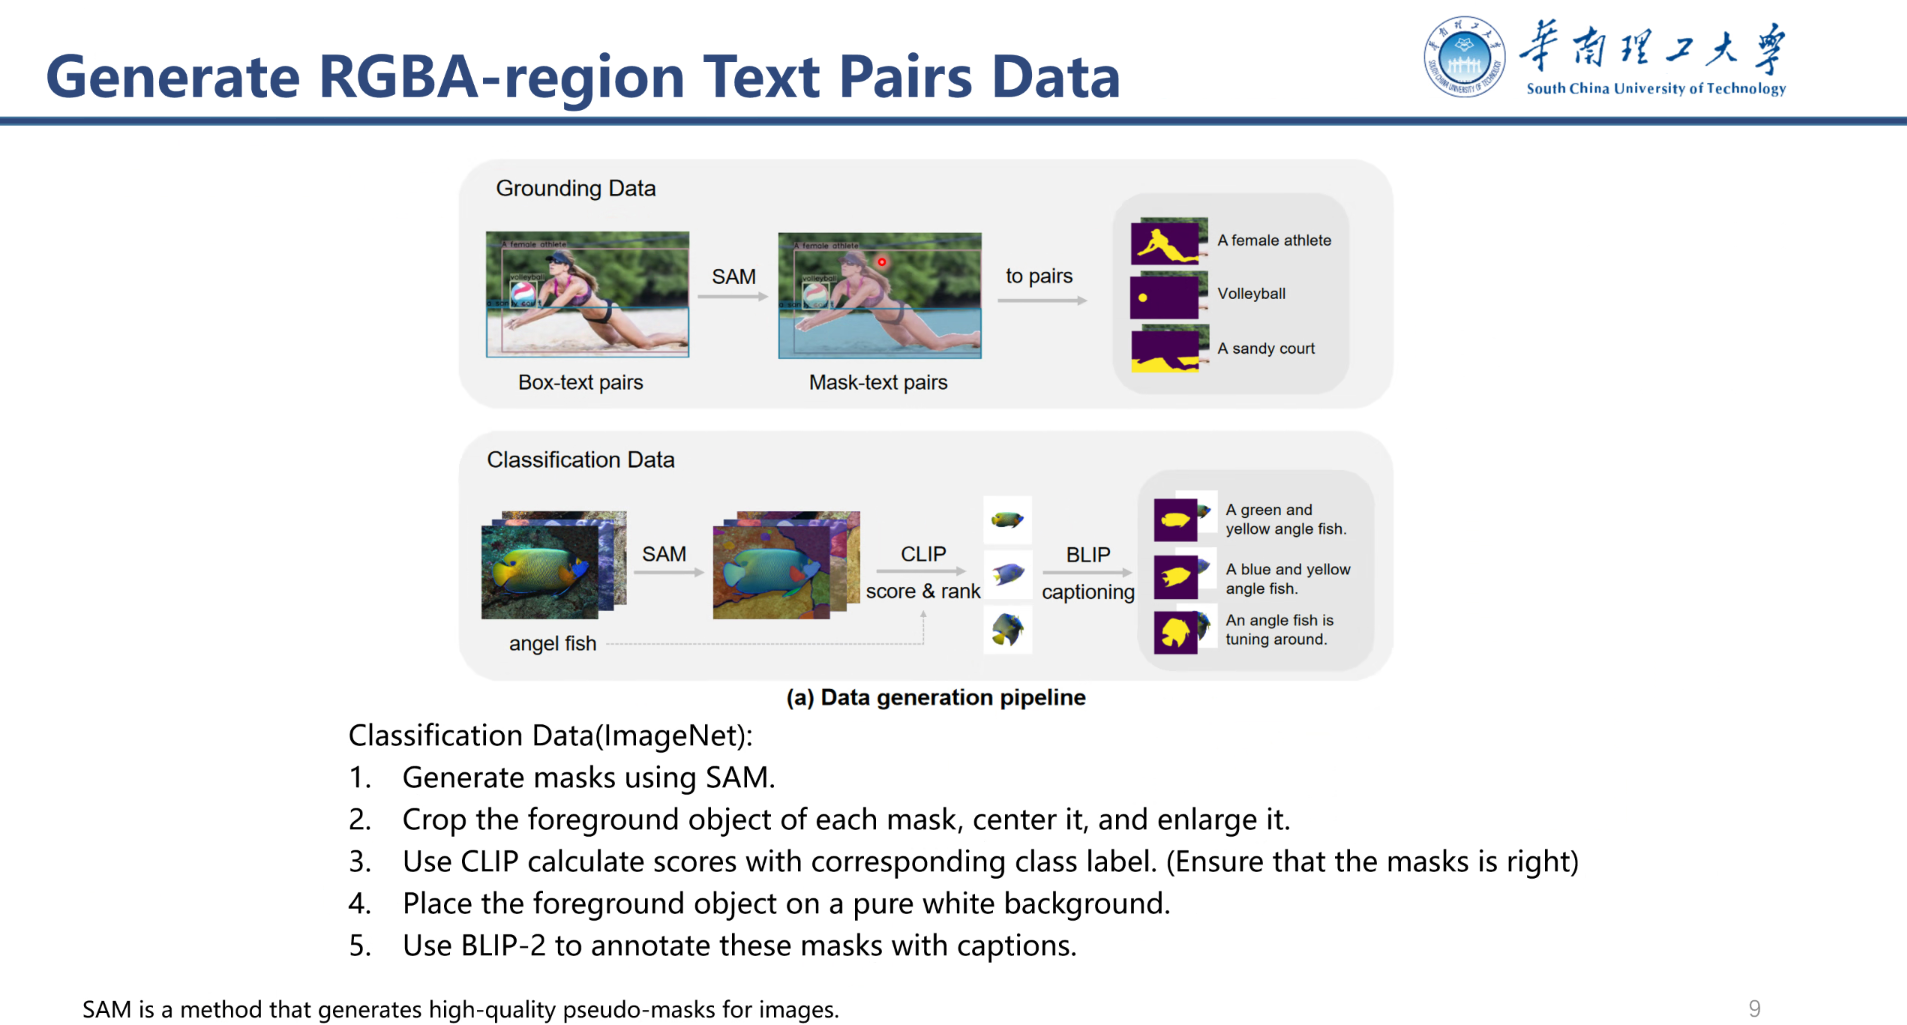 Generate RGBA-region Text Pairs Data
华南理工大学
South China University of Technology
Grounding Data
A female athlete
volleyball
A female athlete
volleyball
SAM
to pairs
A female athlete
Volleyball
A sandy court
Box-text pairs
Mask-text pairs
Classification Data
SAM
CLIP
score & rank
BLIP
captioning
A green and
yellow angle fish.
A blue and yellow
angle fish.
An angle fish is
tuning around.
angel fish
(a) Data generation pipeline
Classification Data(ImageNet):
1. Generate masks using SAM.
2. Crop the foreground object of each mask, center it, and enlarge it.
3. Use CLIP calculate scores with corresponding class label. (Ensure that the masks is right)
4. Place the foreground object on a pure white background.
5. Use BLIP-2 to annotate these masks with captions.
SAM is a method that generates high-quality pseudo-masks for images.
9